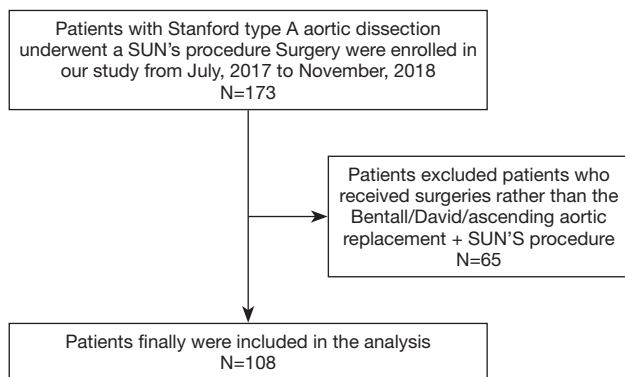 Patients with Stanford type A aortic dissection
underwent a SUN's procedure Surgery were enrolled in
our study from July, 2017 to November, 2018
N=173
Patients excluded patients who
received surgeries rather than the
Bentall/David/ascending aortic
replacement + SUN'S procedure
N=65
Patients finally were included in the analysis
N=108